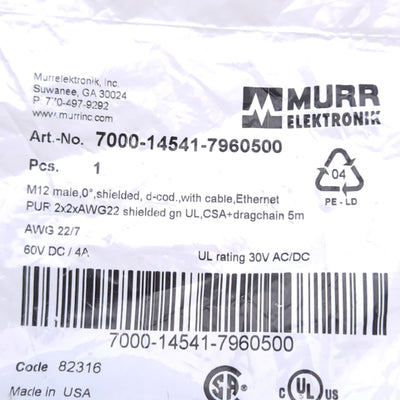 Murrelektronik, Inc.
Suwanee, GA 30024
P. 770-497-9292
www.murrinc.com
MURR
ELEKTRONIK
Art.-No. 7000-14541-7960500
Pcs. 1
04
PE-LD
M12 male,0°,shielded, d-cod.,with cable,Ethernet
PUR 2x2xAWG22 shielded gn UL,CSA+dragchain 5m
AWG 22/7
60V DC / 4A
UL rating 30V AC/DC
7000-14541-7960500
Code 82316
Made in USA
SA
c UL us